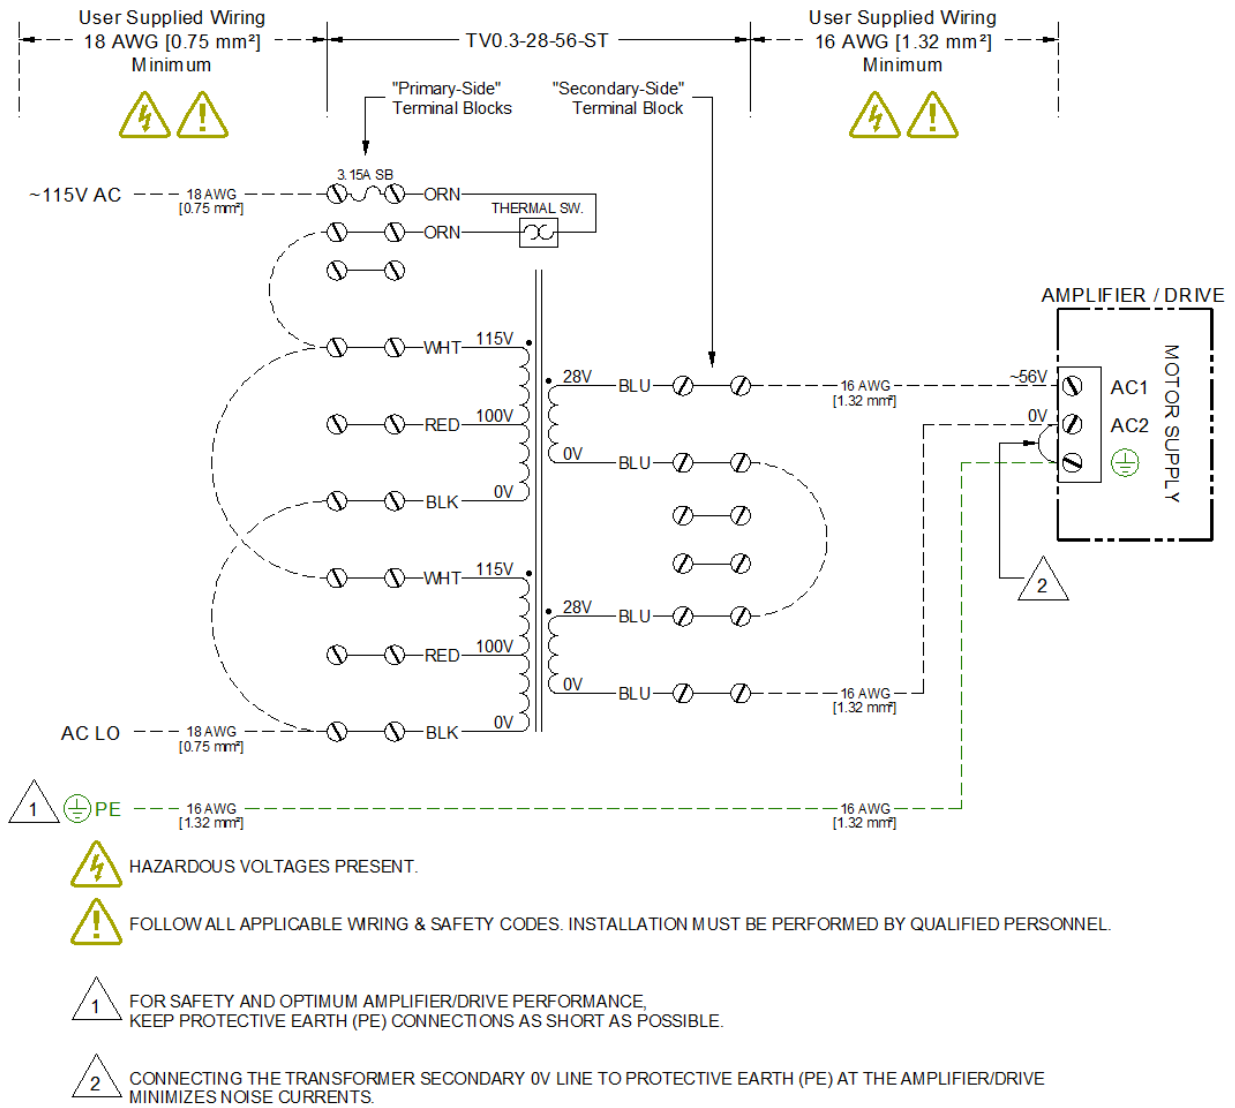 User Supplied Wiring
18 AWG [0.75 mm²]
Minimum
TV0.3-28-56-ST
User Supplied Wiring
16 AWG [1.32 mm²]
Minimum
"Primary-Side"
Terminal Blocks
"Secondary-Side"
Terminal Block
3.15A SB
~115V AC
18 AWG
[0.75 mm²]
ORN
THERMAL SW.
ORN
AMPLIFIER / DRIVE
WHT
115V
28V
BLU
16 AWG
[1.32 mm²]
~56V
AC1
RED
100V
0V
AC2
0V
BLU
BLK
0V
MOTOR SUPPLY
WHT
115V
2
28V
BLU
RED
100V
0V
BLU
16 AWG
[1.32 mm²]
AC LO
18 AWG
[0.75 mm²]
BLK
0V
1
PE
16 AWG
[1.32 mm²]
16 AWG
[1.32 mm²]
HAZARDOUS VOLTAGES PRESENT.
FOLLOW ALL APPLICABLE WIRING & SAFETY CODES. INSTALLATION MUST BE PERFORMED BY QUALIFIED PERSONNEL.
1
FOR SAFETY AND OPTIMUM AMPLIFIER/DRIVE PERFORMANCE,
KEEP PROTECTIVE EARTH (PE) CONNECTIONS AS SHORT AS POSSIBLE.
2
CONNECTING THE TRANSFORMER SECONDARY 0V LINE TO PROTECTIVE EARTH (PE) AT THE AMPLIFIER/DRIVE
MINIMIZES NOISE CURRENTS.